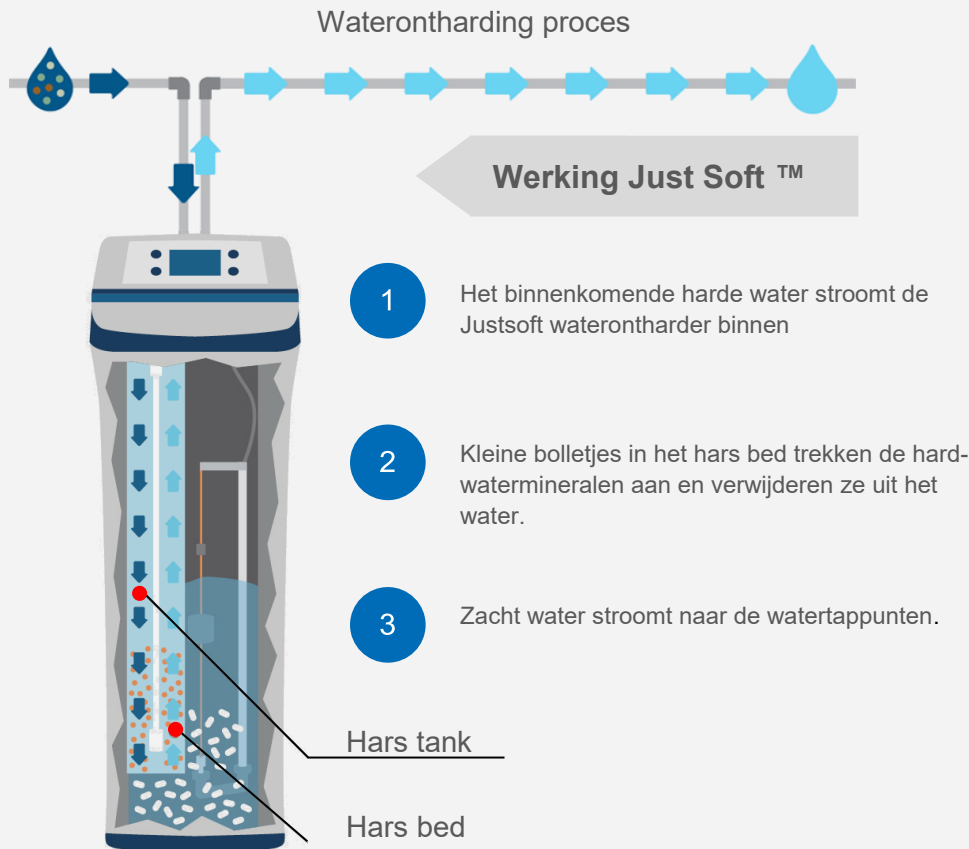 Waterontharding proces
Werking Just Soft ™
1
Het binnenkomende harde water stroomt de
Justsoft waterontharder binnen
2
Kleine bolletjes in het hars bed trekken de hard-
watermineralen aan en verwijderen ze uit het
water.
3
Zacht water stroomt naar de watertappunten.
Hars tank
Hars bed